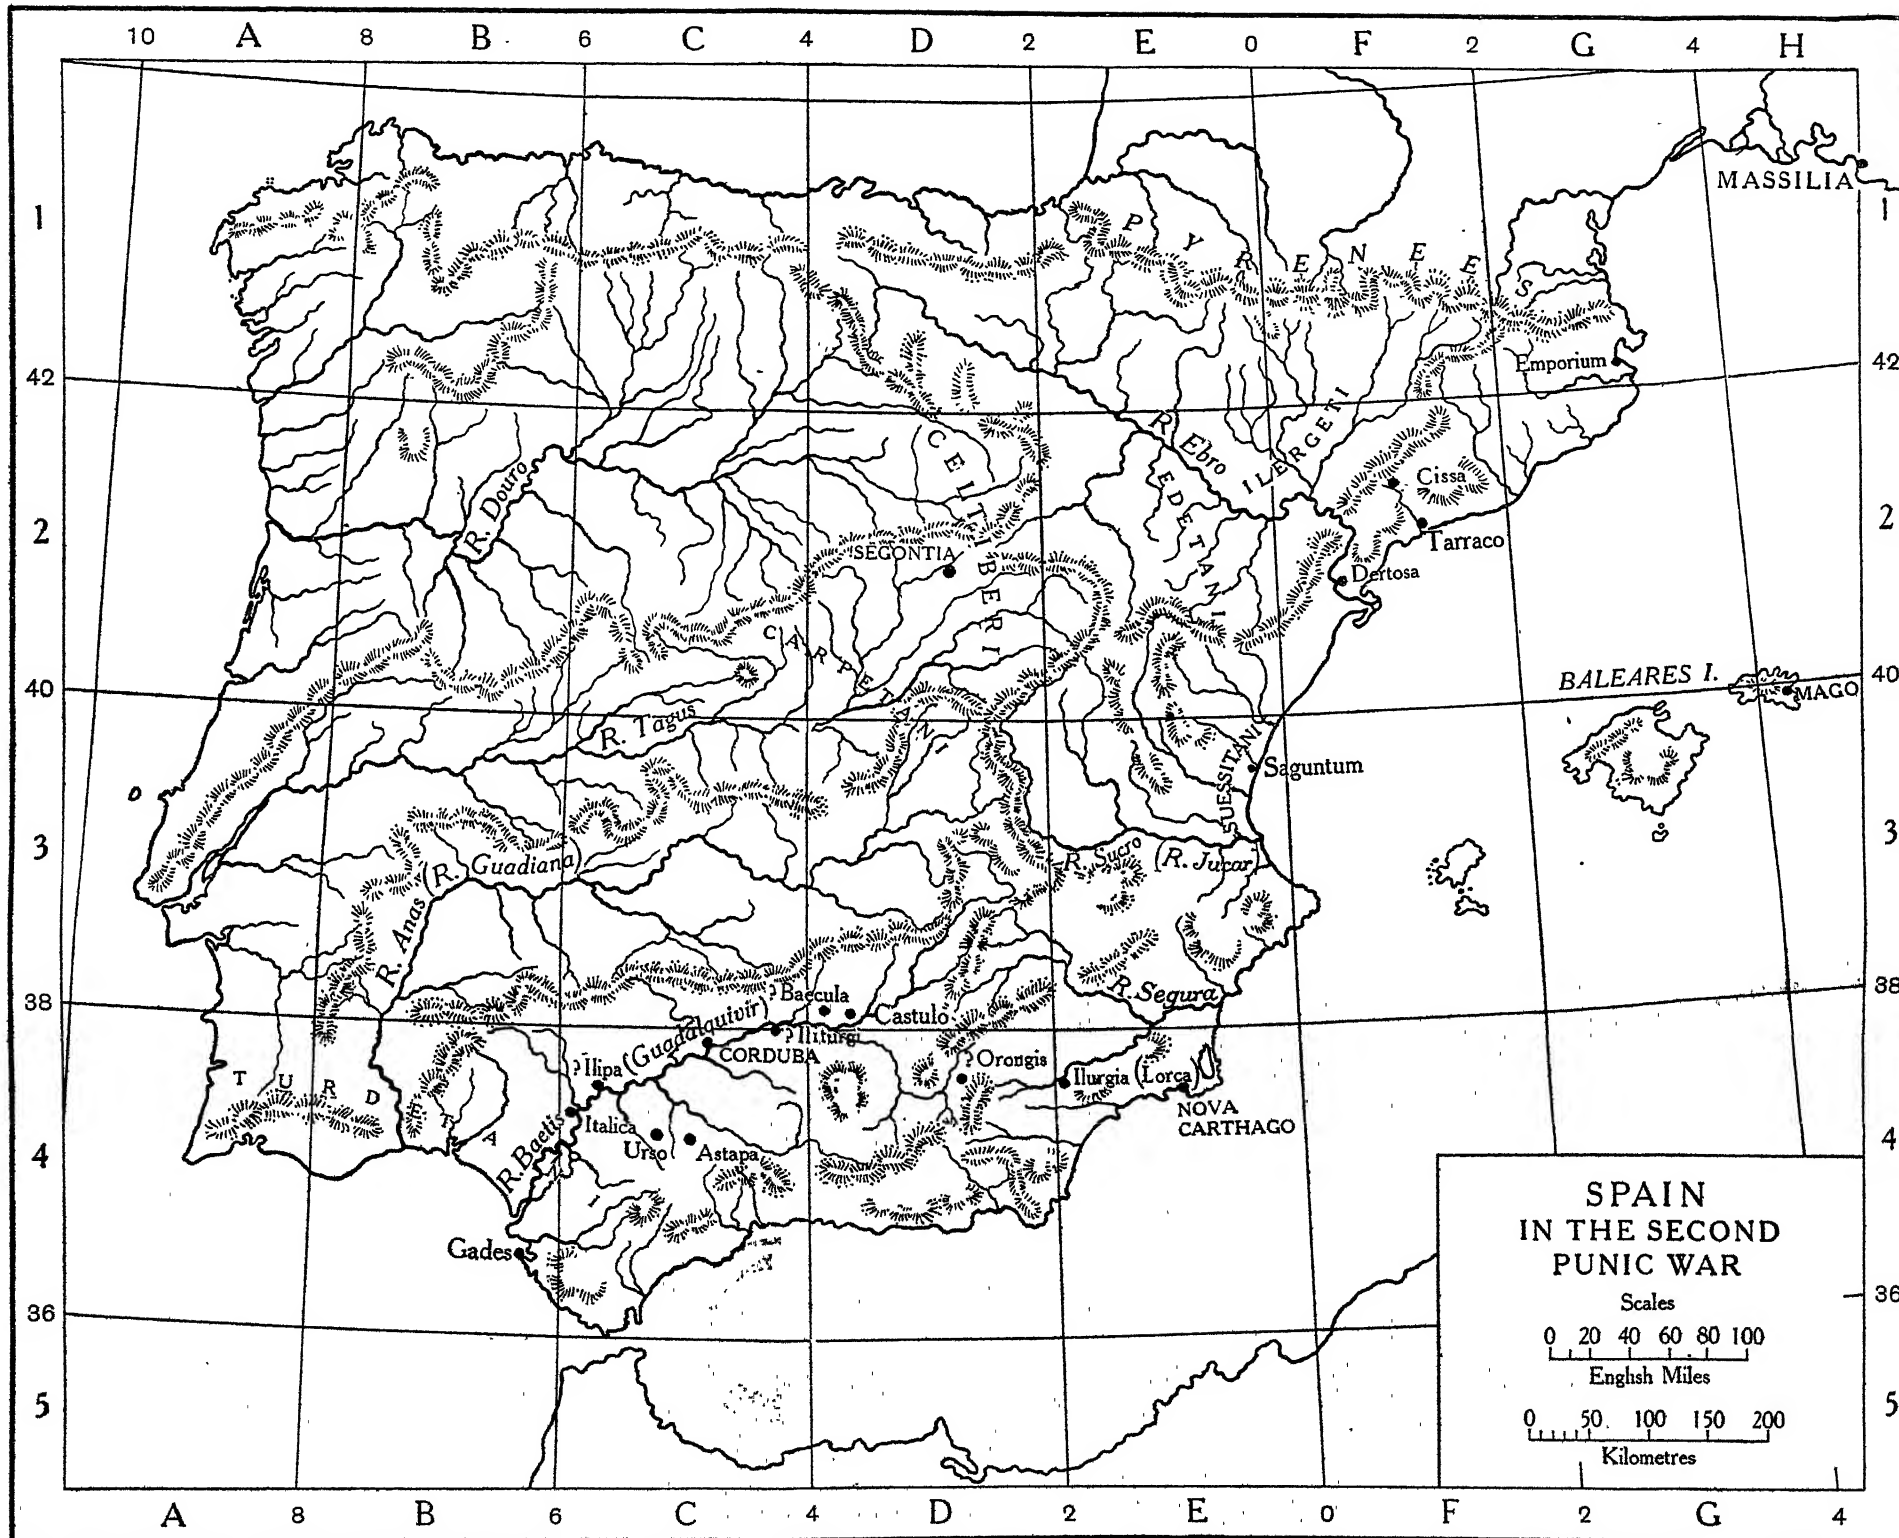 10 A 8 B 6 C 4 D 2 E 0 F 2 G 4 H
MASSILIA
1 1
PYRENEES
Emporium
42 42
R. Ebro
ILERGETI
CELTIBERI
EDETANI
Cissa
R. Douro
2 2
SEGONTIA
Tarraco
Dertosa
CARPETANI
40 40
BALEARES I.
MAGO
R. Tagus
SUESSITANI
Saguntum
3 3
R. Anas (R. Guadiana)
R. Sucro (R. Jucar)
38 38
R. Segura
? Baecula
Castulo
? Iliturgi
CORDUBA
? Ilipa
R. Baetis (Guadalquivir)
? Orongis
Ilurgia (Lorca)
NOVA
CARTHAGO
TURDETANI
Italica
Urso
Astapa
4 4
Gades
SPAIN
IN THE SECOND
PUNIC WAR
Scales
0 20 40 60 80 100
English Miles
0 50 100 150 200
Kilometres
36 36
5 5
A 8 B 6 C 4 D 2 E 0 F 2 G 4